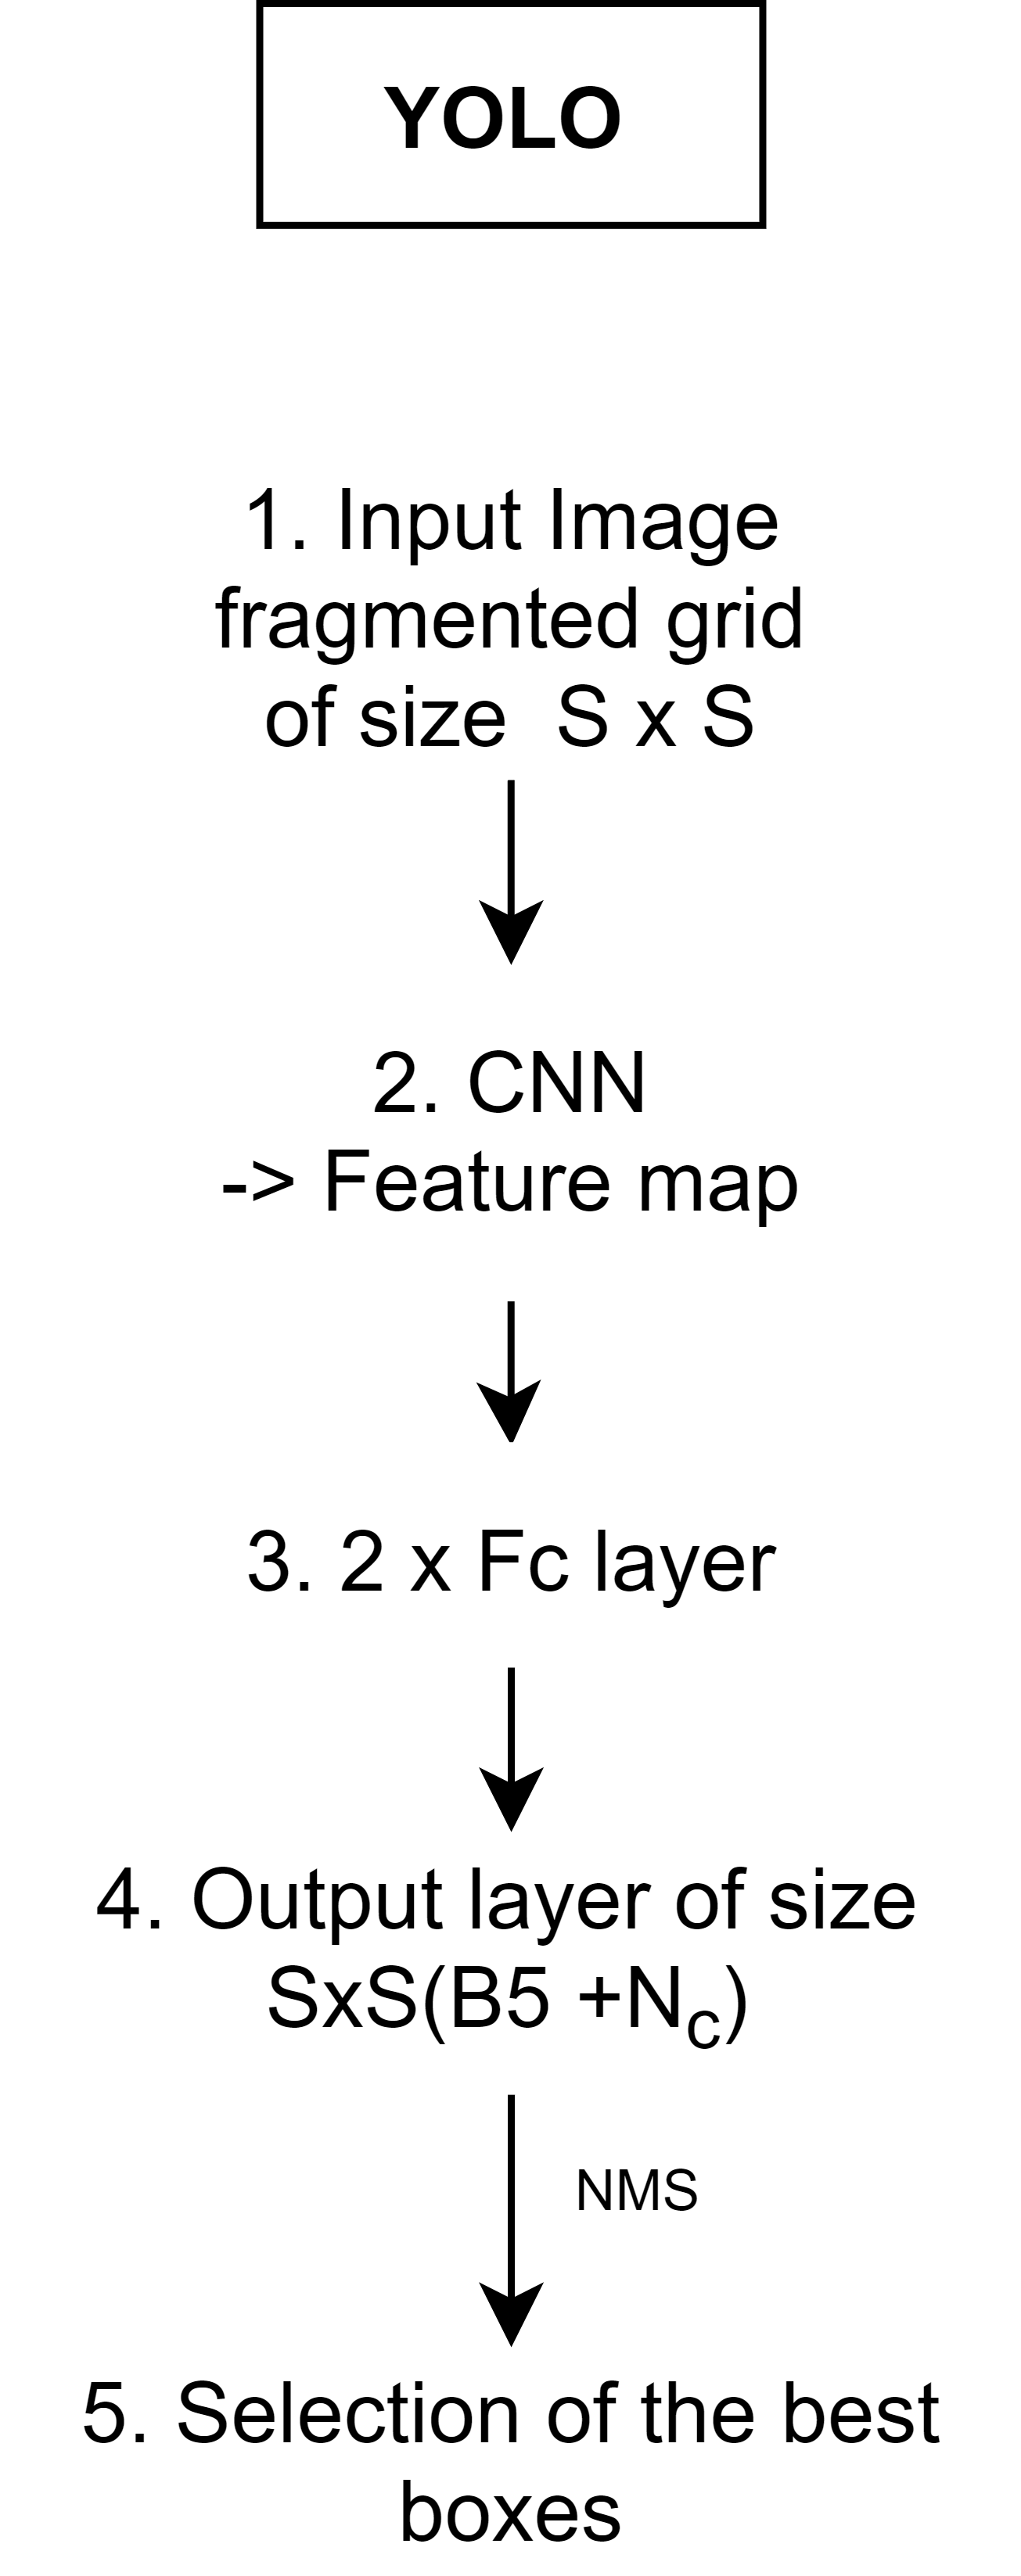 YOLO
1. Input Image
fragmented grid
of size  S x S
2. CNN
-> Feature map
3. 2 x Fc layer
4. Output layer of size
SxS(B5 +Nc)
NMS
5. Selection of the best
boxes